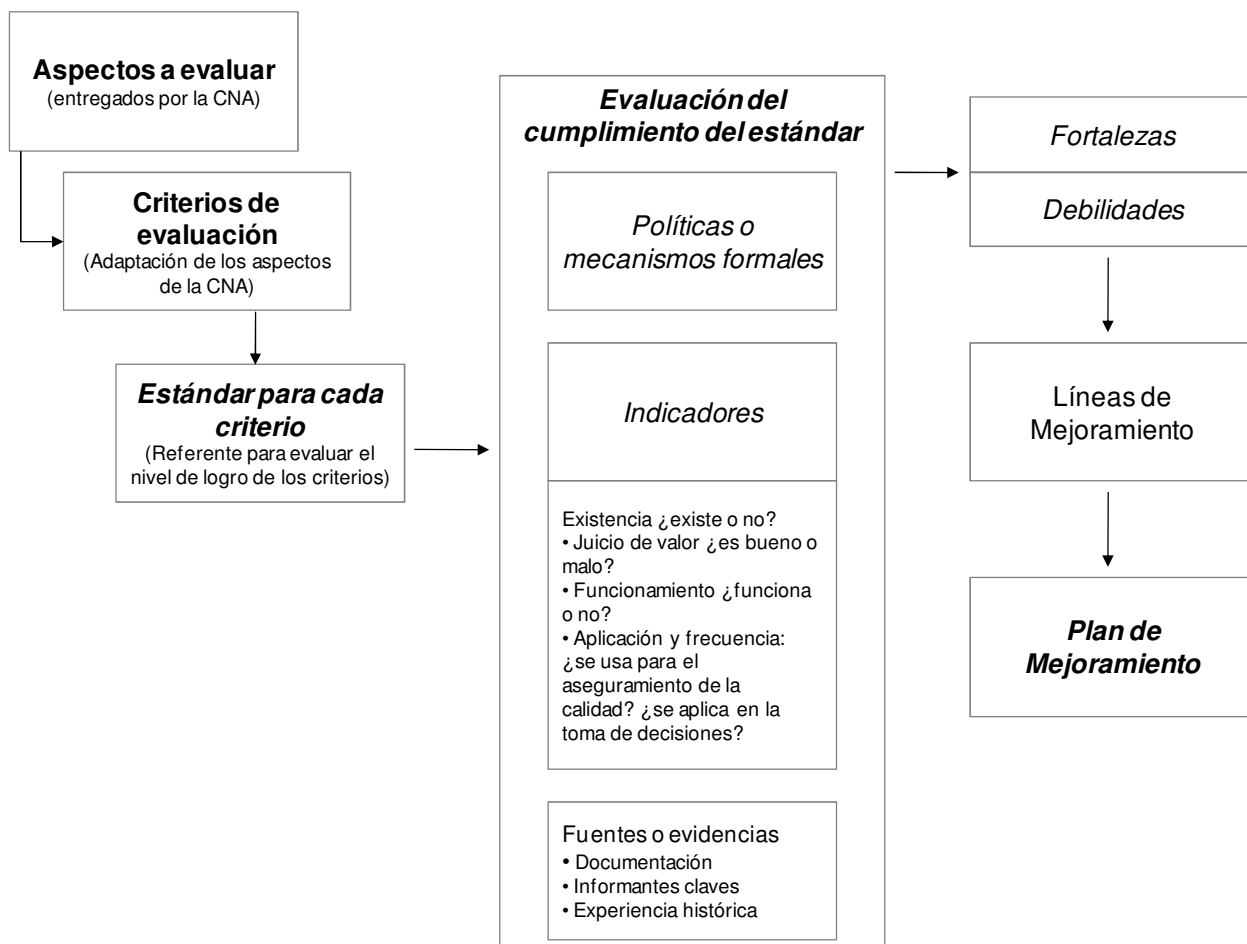 Aspectos a evaluar
(entregados por la CNA)
Criterios de
evaluación
(Adaptación de los aspectos
de la CNA)
Estándar para cada
criterio
(Referente para evaluar el
nivel de logro de los criterios)
Evaluación del
cumplimiento del estándar
Políticas o
mecanismos formales
Indicadores
Existencia ¿existe o no?
• Juicio de valor ¿es bueno o
malo?
• Funcionamiento ¿funciona
o no?
• Aplicación y frecuencia:
¿se usa para el
aseguramiento de la
calidad? ¿se aplica en la
toma de decisiones?
Fuentes o evidencias
• Documentación
• Informantes claves
• Experiencia histórica
Fortalezas
Debilidades
Líneas de
Mejoramiento
Plan de
Mejoramiento